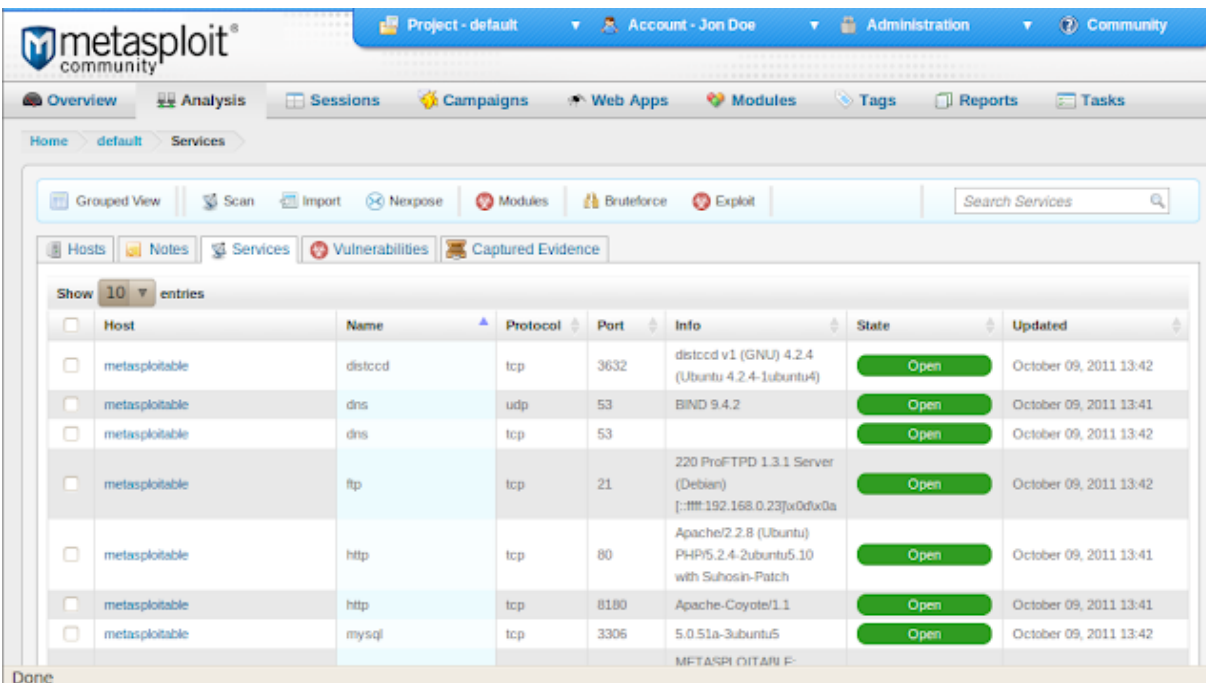 metasploit®
community
Project - default
Account - Jon Doe
Administration
Community
Overview
Analysis
Sessions
Campaigns
Web Apps
Modules
Tags
Reports
Tasks
Home
default
Services
Grouped View
Scan
Import
Nexpose
Modules
Bruteforce
Exploit
Search Services
Hosts
Notes
Services
Vulnerabilities
Captured Evidence
Show 10 entries
Host Name Protocol Port Info State Updated
metasploitable distccd tcp 3632 distccd v1 (GNU) 4.2.4
(Ubuntu 4.2.4-1ubuntu4) Open October 09, 2011 13:42
metasploitable dns udp 53 BIND 9.4.2 Open October 09, 2011 13:41
metasploitable dns tcp 53 Open October 09, 2011 13:42
220 ProFTPD 1.3.1 Server
metasploitable ftp tcp 21 (Debian) Open October 09, 2011 13:42
[::ffff:192.168.0.23]\x0d\x0a
Apache/2.2.8 (Ubuntu)
metasploitable http tcp 80 PHP/5.2.4-2ubuntu5.10 Open October 09, 2011 13:41
with Suhosin-Patch
metasploitable http tcp 8180 Apache-Coyote/1.1 Open October 09, 2011 13:41
metasploitable mysql tcp 3306 5.0.51a-3ubuntu5 Open October 09, 2011 13:42
METASPLOITABLE:
Done